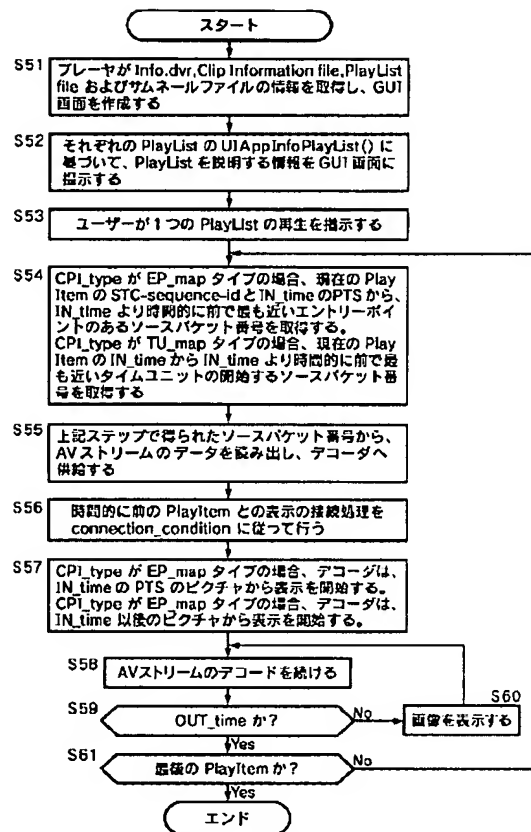 スタート
S51
プレーヤが Info.dvr,Clip Information file,PlayList
file およびサムネールファイルの情報を取得し、GUI
画面を作成する
S52
それぞれの PlayList の UIAppInfoPlayList() に
基づいて、PlayList を説明する情報を GUI 画面に
提示する
S53
ユーザーが1つの PlayList の再生を指示する
S54
CPI_type が EP_map タイプの場合、現在の Play
Item の STC-sequence-id と IN_time のPTS から、
IN_time より時間的に前で最も近いエントリーポイ
ントのあるソースパケット番号を取得する。
CPI_type が TU_map タイプの場合、現在の Play
Item の IN_time から IN_time より時間的に前で最
も近いタイムユニットの開始するソースパケット番
号を取得する
S55
上記ステップで得られたソースパケット番号から、
AVストリームのデータを読み出し、デコーダへ
供給する
S56
時間的に前の PlayItem との表示の接続処理を
connection_condition に従って行う
S57
CPI_type が EP_map タイプの場合、デコーダは、
IN_time の PTS のピクチャから表示を開始する。
CPI_type が EP_map タイプの場合、デコーダは、
IN_time 以後のピクチャから表示を開始する。
S58
AVストリームのデコードを続ける
S60
画像を表示する
S59
OUT_time か？
No
Yes
S61
最後の PlayItem か？
No
Yes
エンド